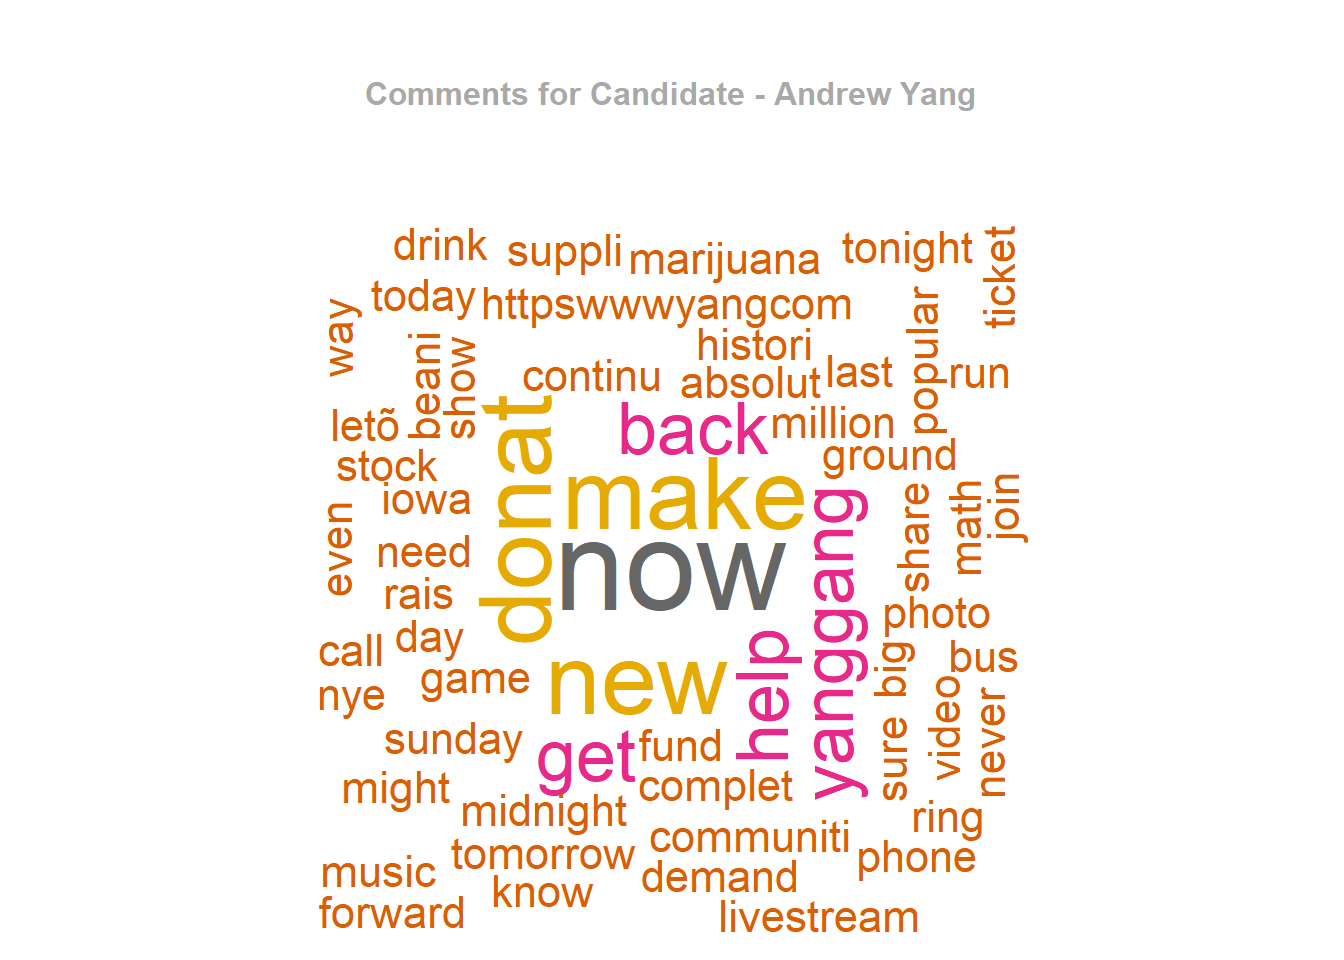 Comments for Candidate - Andrew Yang
drink
suppli
marijuana
tonight
ticket
way
today
httpswwwyangcom
popular
beani
show
histori
continu
absolut
last
run
letõ
donat
back
million
ground
stock
iowa
make
yanggang
share
math
join
even
need
now
rais
photo
call
day
game
new
help
big
bus
nye
sunday
get
fund
sure
video
never
might
complet
midnight
ring
communiti
tomorrow
phone
music
know
demand
forward
livestream